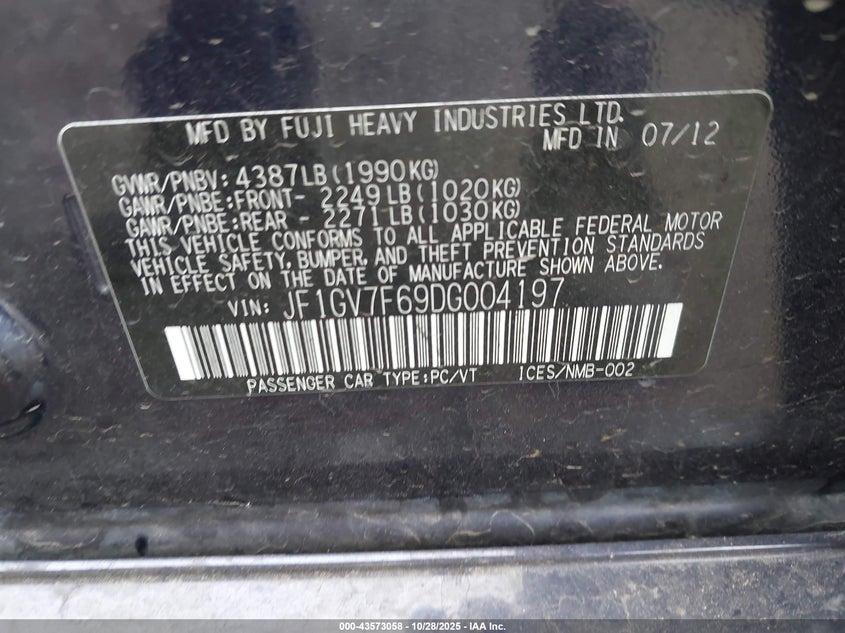 MFD BY FUJI HEAVY INDUSTRIES LTD.
MFD IN 07/12
GVWR/PNBV: 4387LB(1990KG)
GAWR/PNBE:FRONT- 2249LB(1020KG)
GAWR/PNBE:REAR - 2271LB(1030KG)
THIS VEHICLE CONFORMS TO ALL APPLICABLE FEDERAL MOTOR
VEHICLE SAFETY, BUMPER, AND THEFT PREVENTION STANDARDS
IN EFFECT ON THE DATE OF MANUFACTURE SHOWN ABOVE.
VIN: JF1GV7F69DG004197
PASSENGER CAR TYPE:PC/VT 1CES/NMB-002
000-43573058 - 10/28/2025 - IAA Inc.